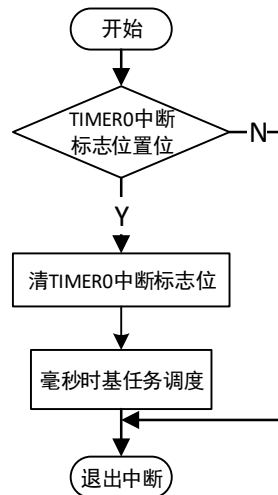 开始
TIMER0中断
标志位置位
N
Y
清TIMER0中断标志位
毫秒时基任务调度
退出中断